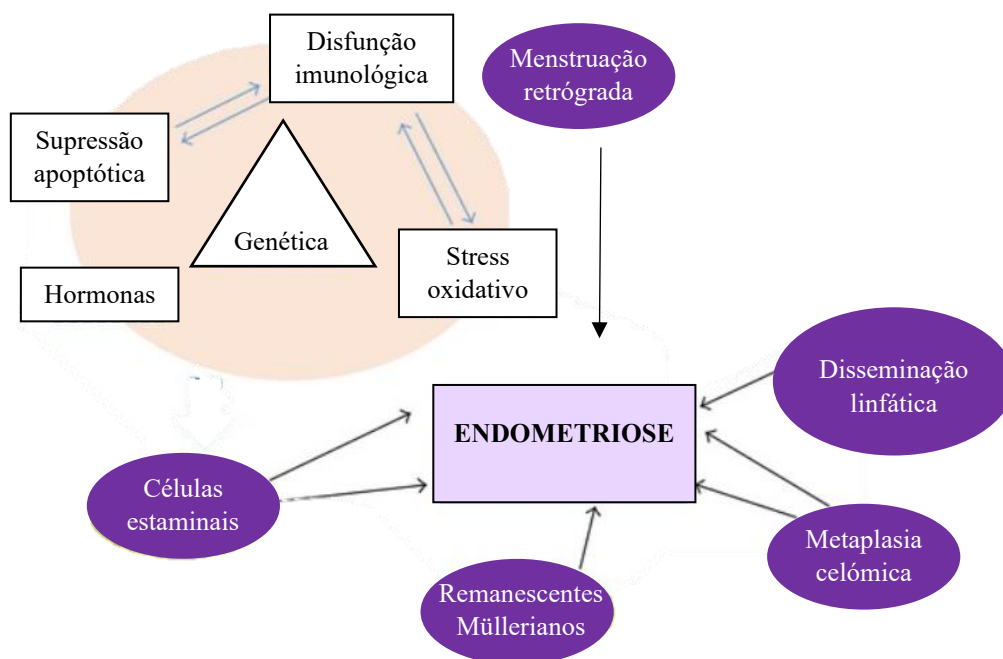 Disfunção
imunológica
Menstruação
retrógrada
Supressão
apoptótica
Genética
Stress
oxidativo
Hormonas
Disseminação
linfática
ENDOMETRIOSE
Células
estaminais
Metaplasia
celómica
Remanescentes
Müllerianos